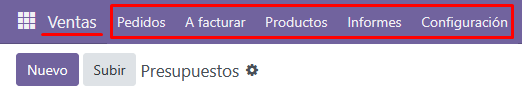 Ventas Pedidos A facturar Productos Informes Configuración
Nuevo Subir Presupuestos